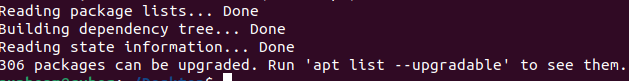 Reading package lists... Done
Building dependency tree... Done
Reading state information... Done
306 packages can be upgraded. Run 'apt list --upgradable' to see them.